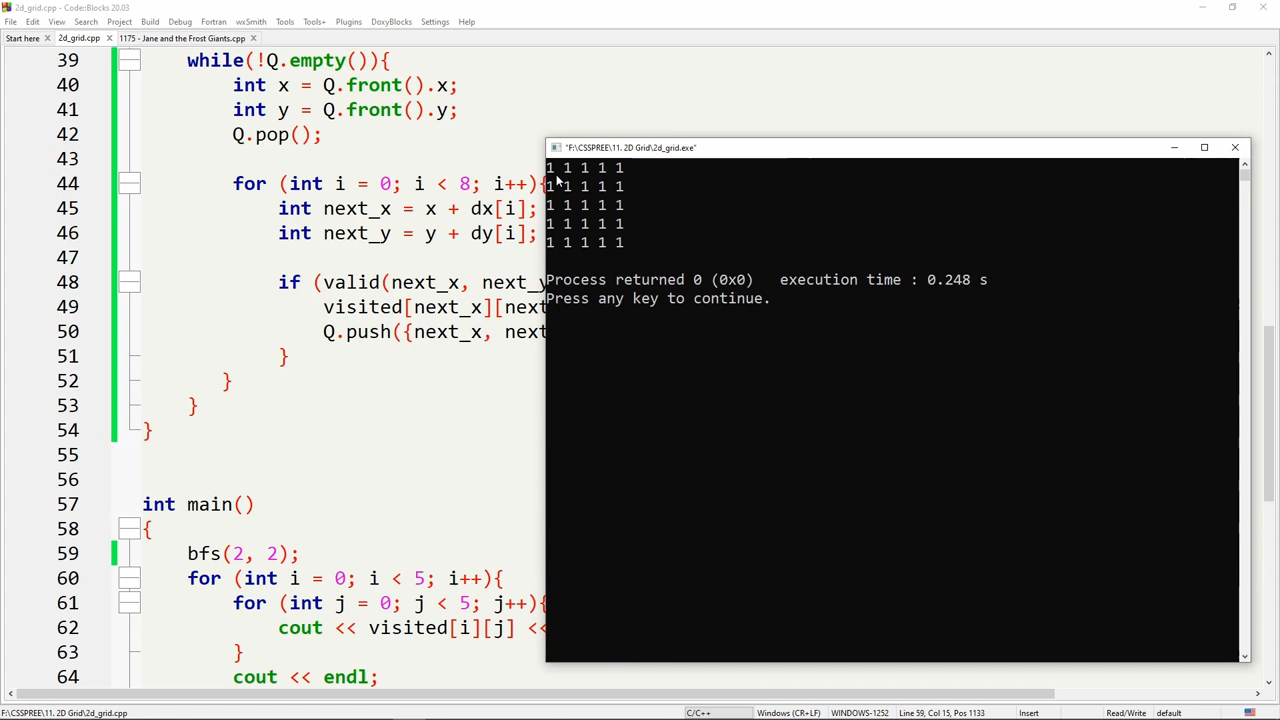 2d_grid.cpp - Code::Blocks 20.03
File Edit View Search Project Build Debug Fortran wxSmith Tools Tools+ Plugins DoxyBlocks Settings Help
Start here 2d_grid.cpp 1175 - Jane and the Frost Giants.cpp
39 while(!Q.empty()){
40 int x = Q.front().x;
41 int y = Q.front().y;
42 Q.pop();
43
44 for (int i = 0; i < 8; i++){
45 int next_x = x + dx[i];
46 int next_y = y + dy[i];
47
48 if (valid(next_x, next_y
49 visited[next_x][next
50 Q.push({next_x, next
51 }
52 }
53 }
54 }
55
56
57 int main()
58 {
59 bfs(2, 2);
60 for (int i = 0; i < 5; i++){
61 for (int j = 0; j < 5; j++){
62 cout << visited[i][j] <<
63 }
64 cout << endl;
"F:\CSSPREE\11. 2D Grid\2d_grid.exe"
1 1 1 1 1
1 1 1 1 1
1 1 1 1 1
1 1 1 1 1
1 1 1 1 1
Process returned 0 (0x0) execution time : 0.248 s
Press any key to continue.
F:\CSSPREE\11. 2D Grid\2d_grid.cpp C/C++ Windows (CR+LF) WINDOWS-1252 Line 59, Col 15, Pos 1133 Insert Read/Write default